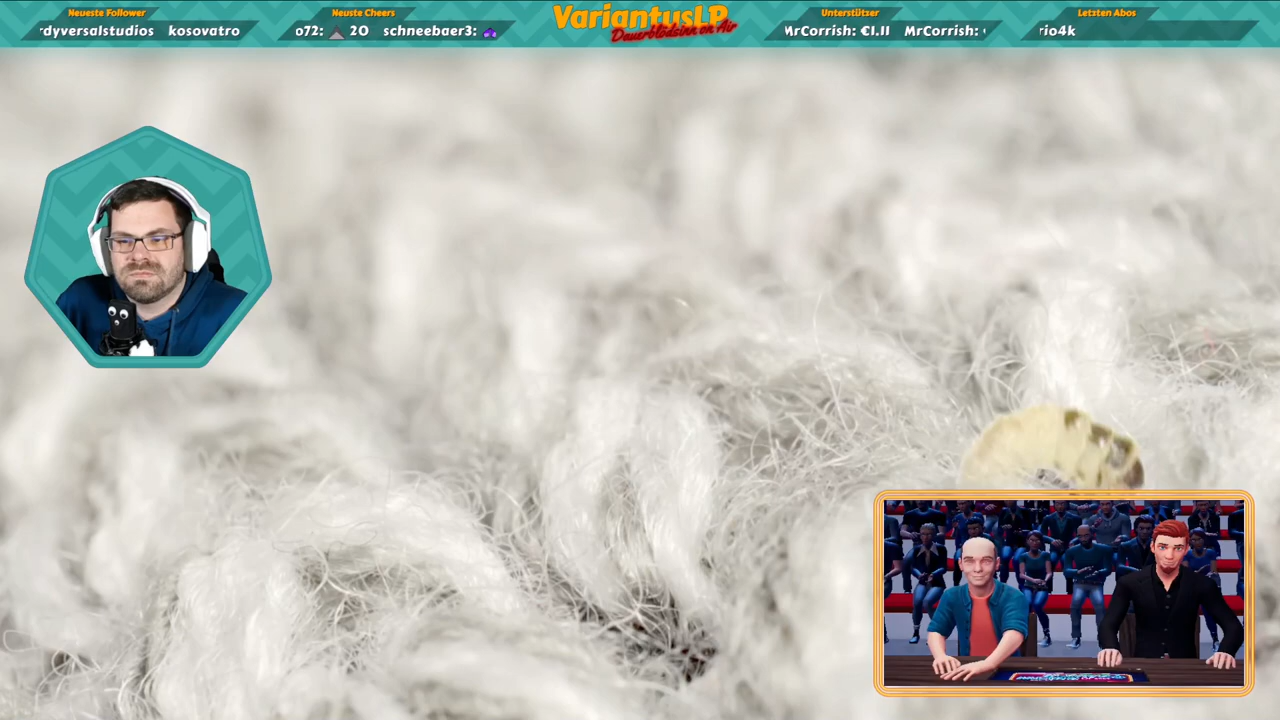 Neueste Follower
dyversalstudios kosovatro
Neuste Cheers
o72: 20 schneebaer3:
VariantusLP
Dauerblödsinn on Air
Unterstützer
MrCorrish: €1.11 MrCorrish:
Letzten Abos
rio4k